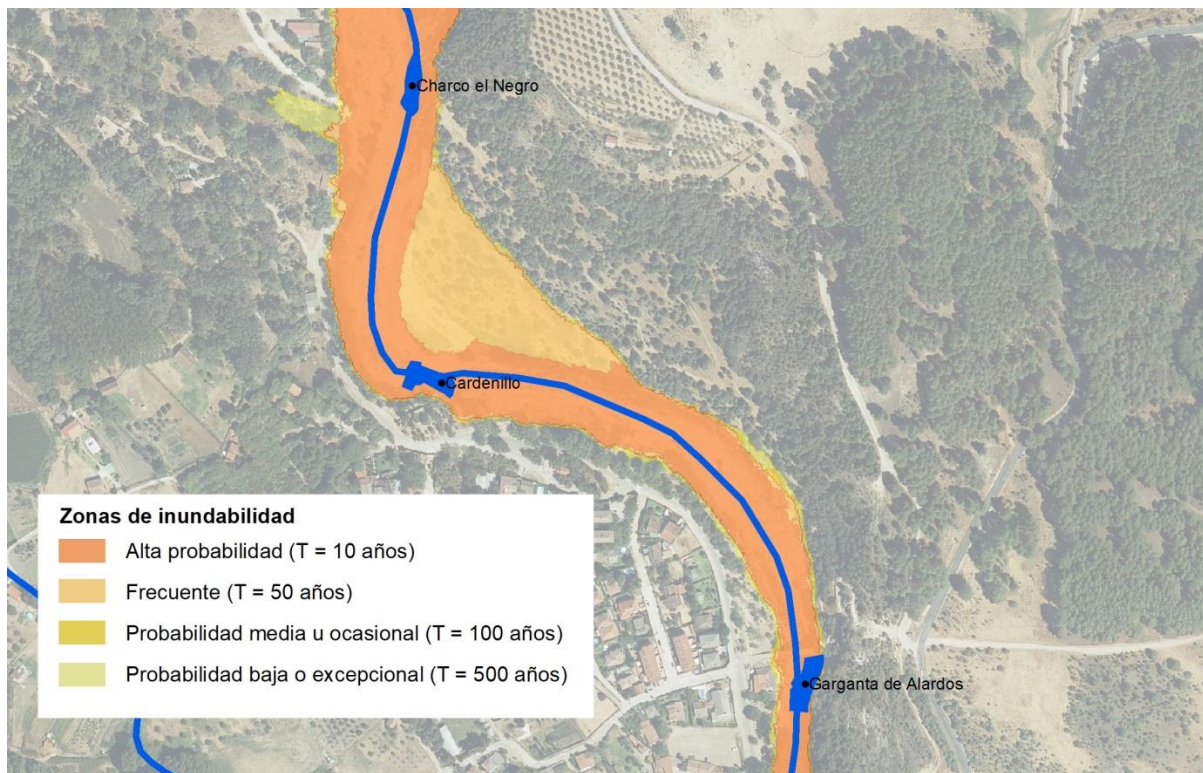 Charco el Negro
Cardenillo
Zonas de inundabilidad
Alta probabilidad (T = 10 años)
Frecuente (T = 50 años)
Probabilidad media u ocasional (T = 100 años)
Probabilidad baja o excepcional (T = 500 años)
Garganta de Alardos